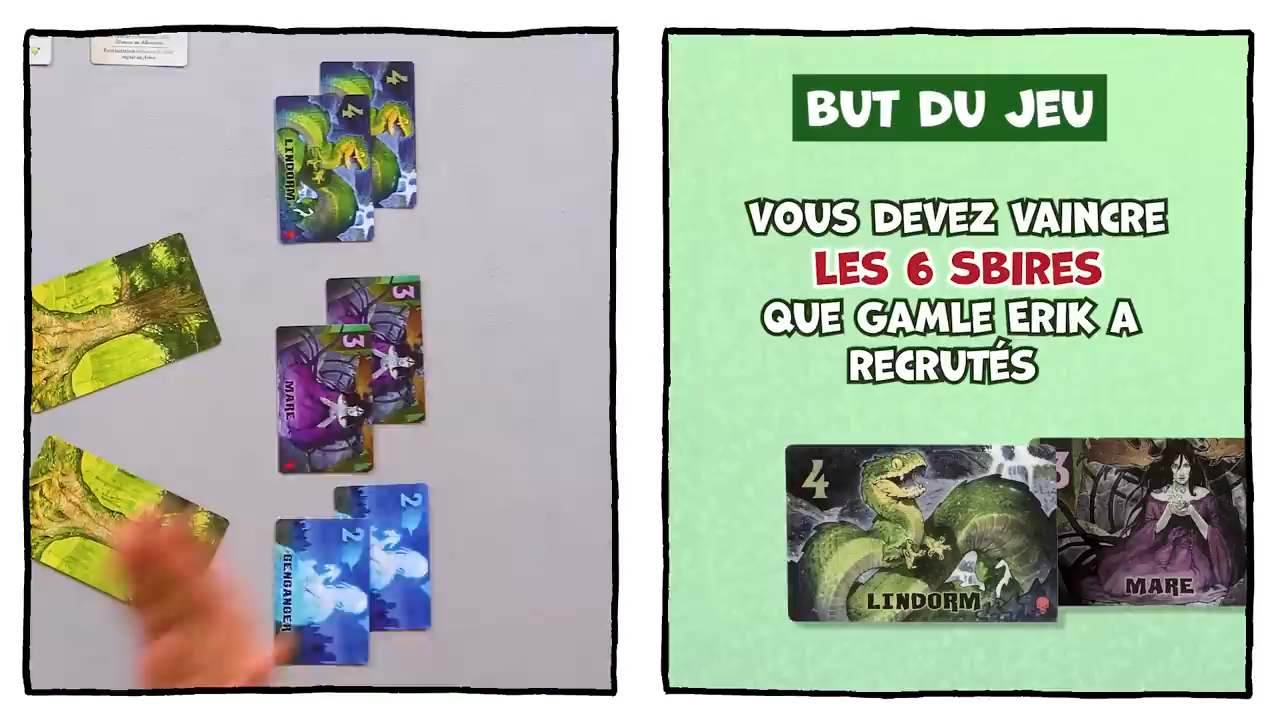 4
4
LINDORM
3
3
MARE
2
2
GENGANGER
BUT DU JEU
VOUS DEVEZ VAINCRE
LES 6 SBIRES
QUE GAMLE ERIK A
RECRUTÉS
4
LINDORM
3
MARE